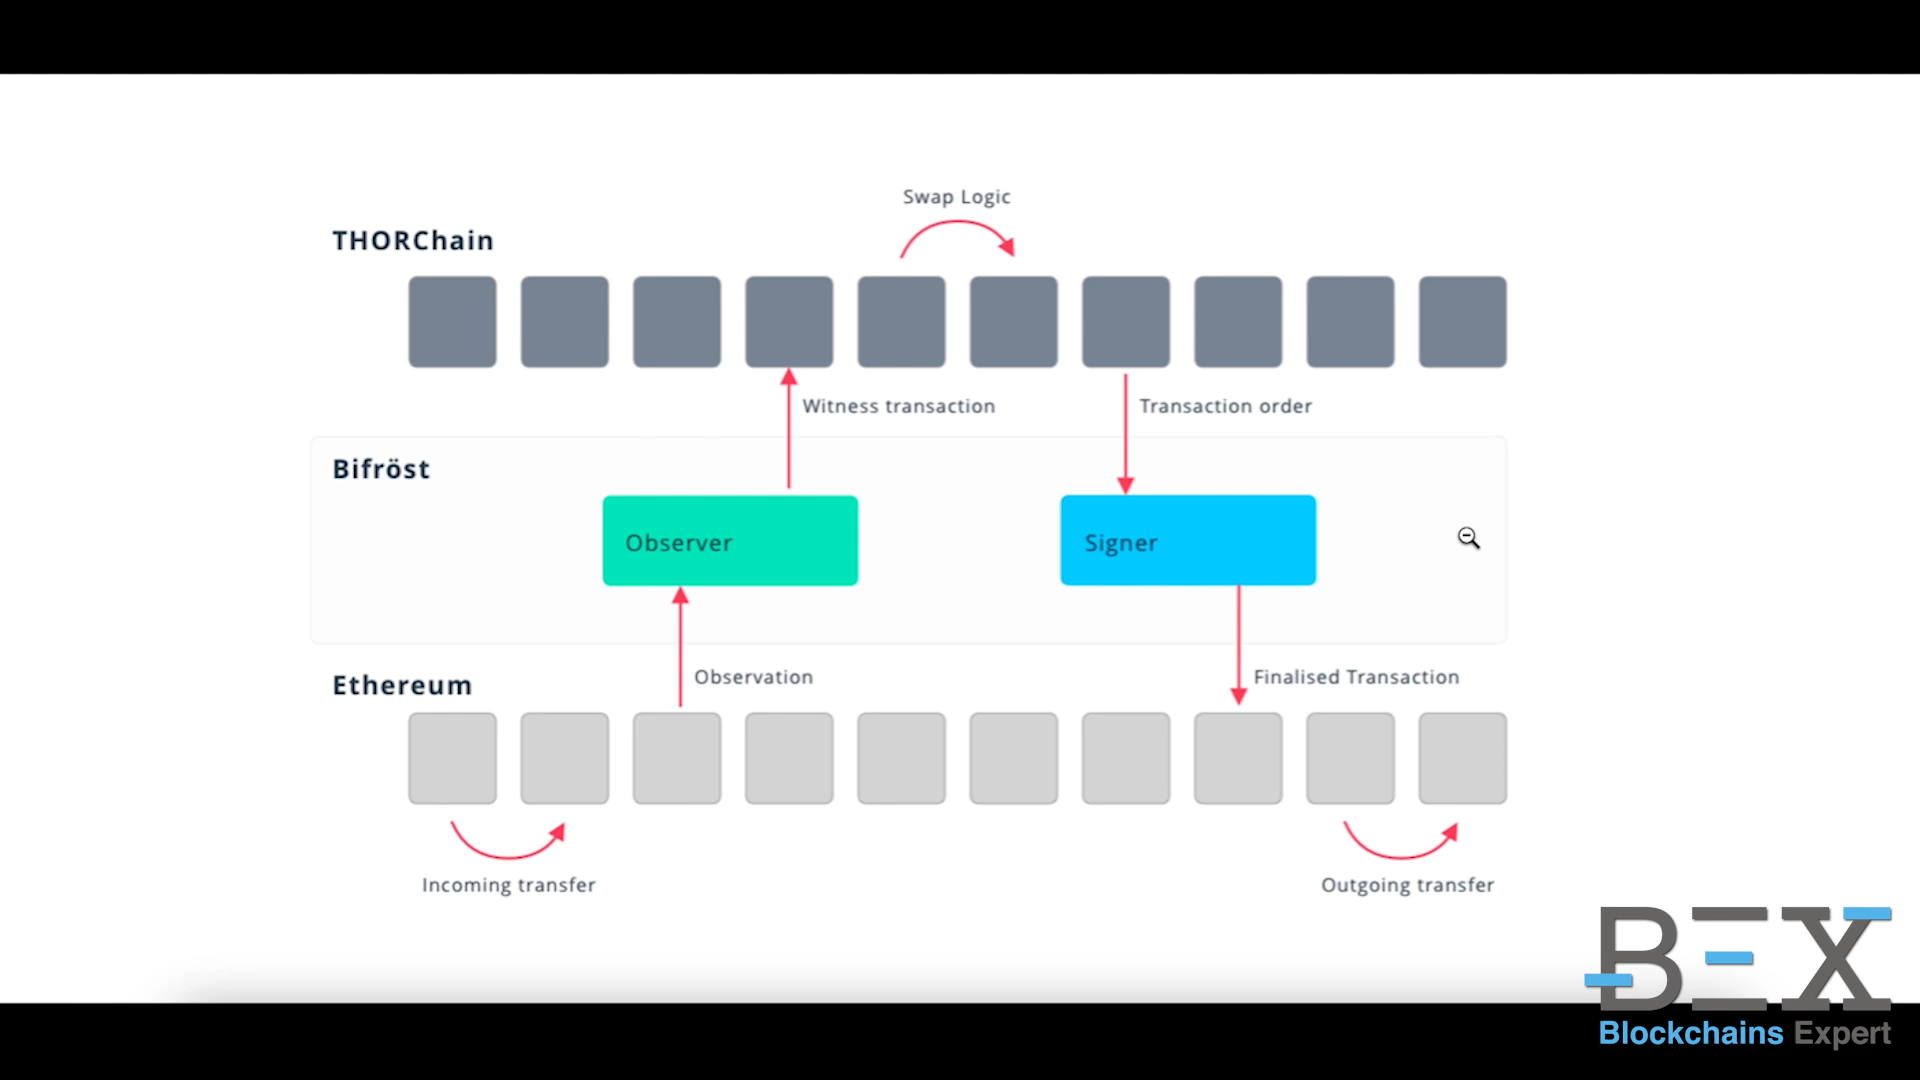 Swap Logic
THORChain
Witness transaction
Transaction order
Bifröst
Observer
Signer
Observation
Finalised Transaction
Ethereum
Incoming transfer
Outgoing transfer
BEX
Blockchains Expert